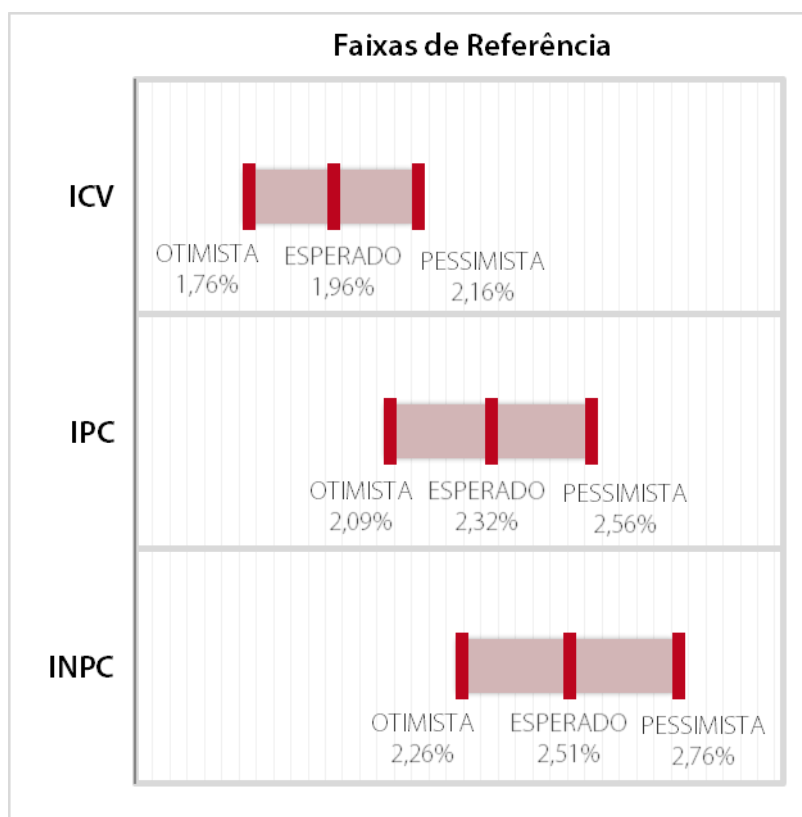 Faixas de Referência
ICV
OTIMISTA ESPERADO PESSIMISTA
1,76% 1,96% 2,16%
IPC
OTIMISTA ESPERADO PESSIMISTA
2,09% 2,32% 2,56%
INPC
OTIMISTA ESPERADO PESSIMISTA
2,26% 2,51% 2,76%